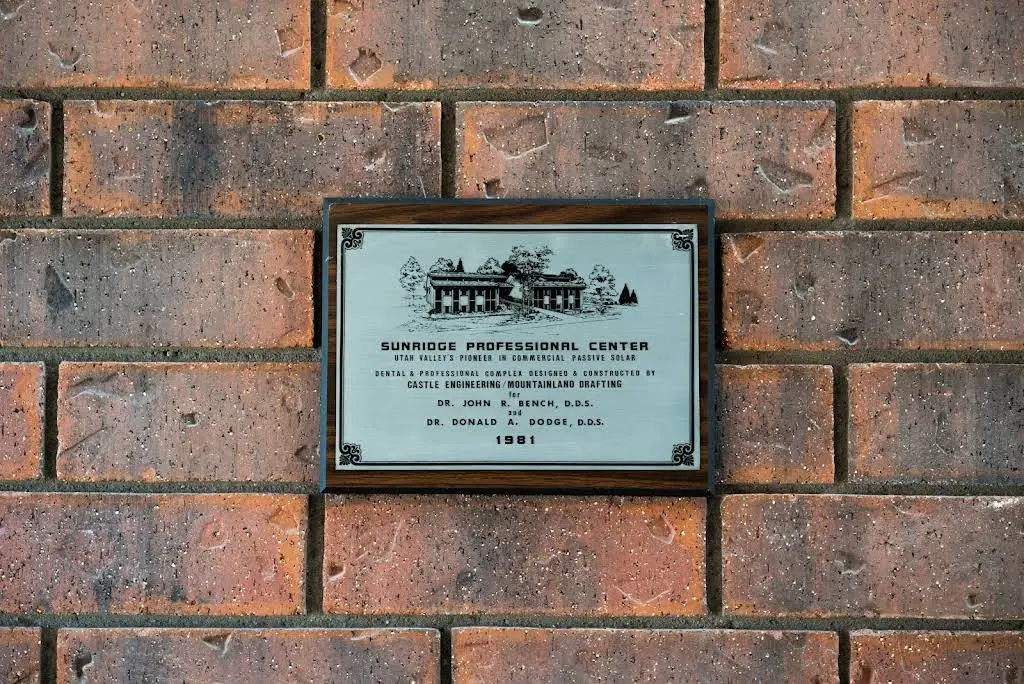 SUNRIDGE PROFESSIONAL CENTER
UTAH VALLEY'S PIONEER IN COMMERCIAL PASSIVE SOLAR
DENTAL & PROFESSIONAL COMPLEX DESIGNED & CONSTRUCTED BY
CASTLE ENGINEERING/MOUNTAINLAND DRAFTING
for
DR. JOHN R. BENCH, D.D.S.
and
DR. DONALD A. DODGE, D.D.S.
1981